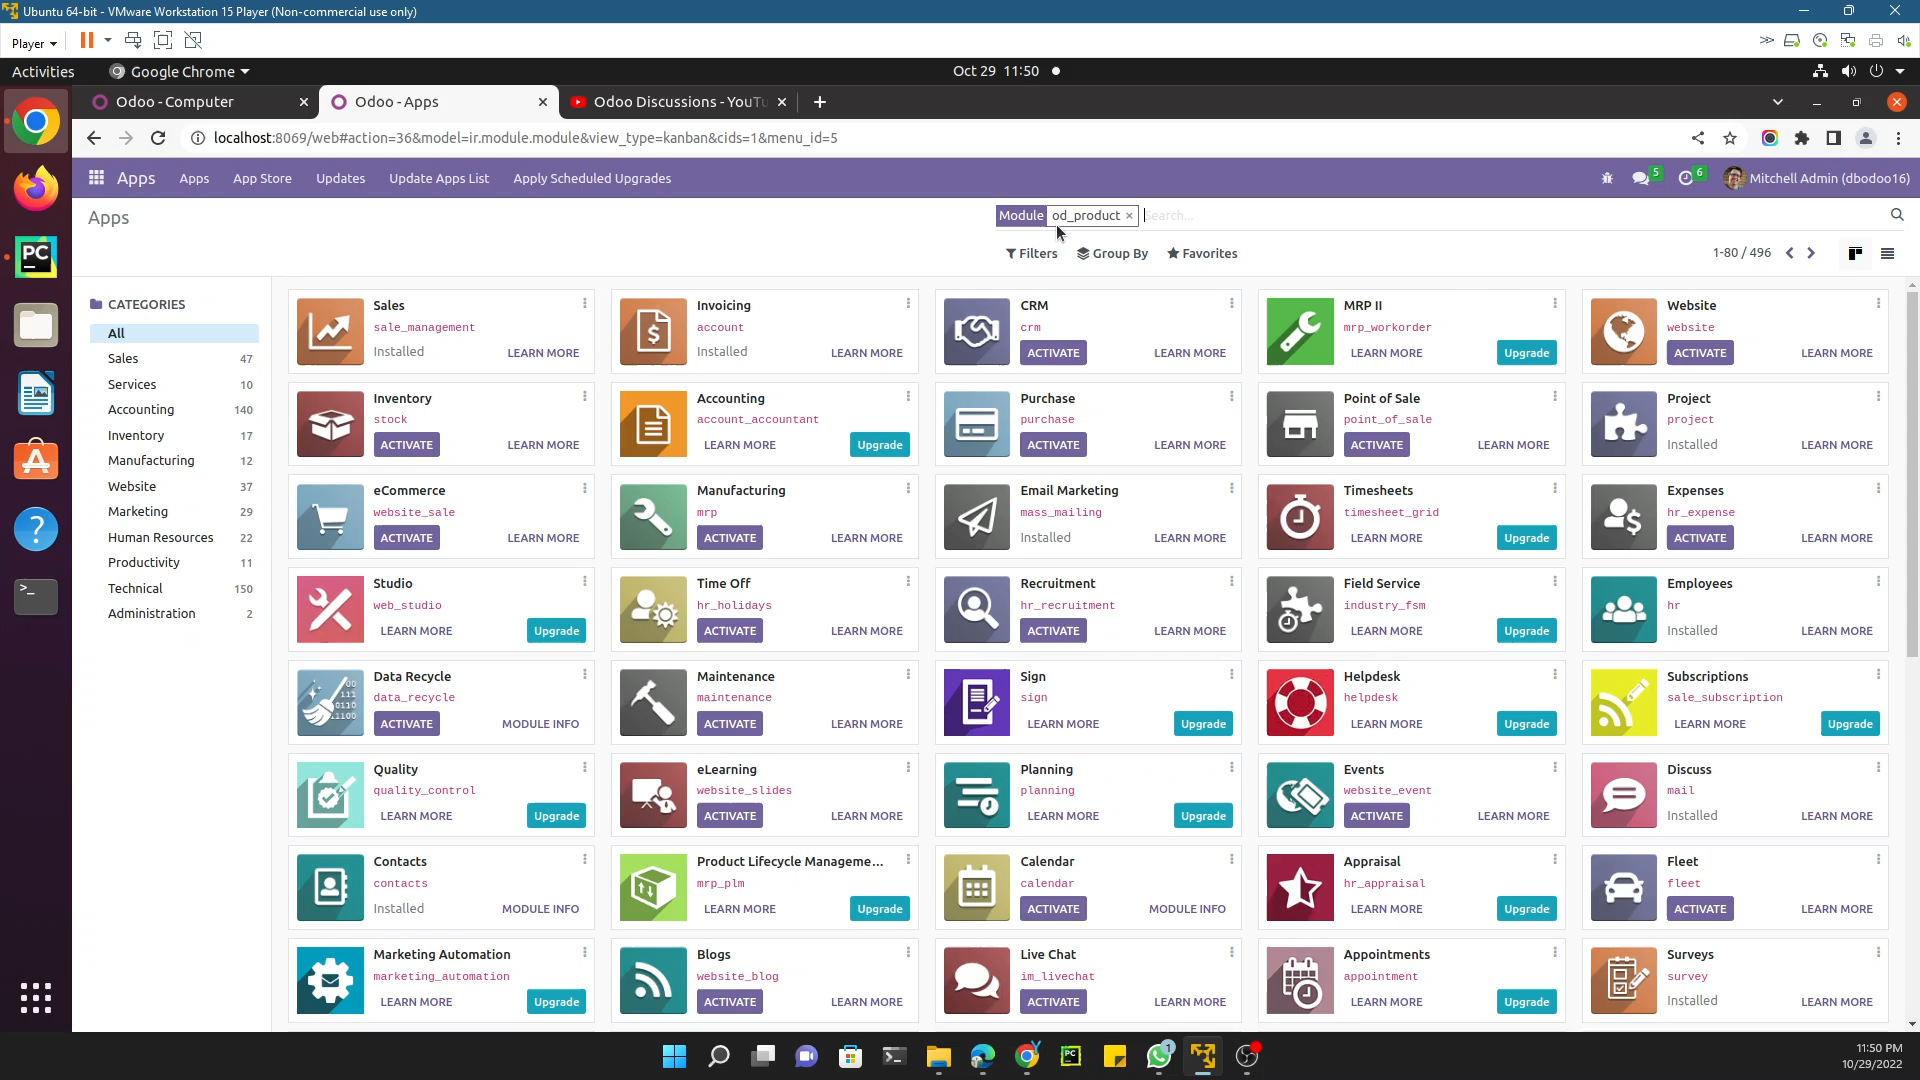 Ubuntu 64-bit - VMware Workstation 15 Player (Non-commercial use only)
Player
Activities
Google Chrome
Oct 29 11:50
Odoo - Computer
Odoo - Apps
Odoo Discussions - YouTu
localhost:8069/web#action=36&model=ir.module.module&view_type=kanban&cids=1&menu_id=5
Apps
Apps
App Store
Updates
Update Apps List
Apply Scheduled Upgrades
5
6
Mitchell Admin (dbodoo16)
Apps
Module od_product
Search...
Filters
Group By
Favorites
1-80 / 496
CATEGORIES
All
Sales 47
Services 10
Accounting 140
Inventory 17
Manufacturing 12
Website 37
Marketing 29
Human Resources 22
Productivity 11
Technical 150
Administration 2
Sales
sale_management
Installed LEARN MORE
Invoicing
account
Installed LEARN MORE
CRM
crm
ACTIVATE LEARN MORE
MRP II
mrp_workorder
LEARN MORE Upgrade
Website
website
ACTIVATE LEARN MORE
Inventory
stock
ACTIVATE LEARN MORE
Accounting
account_accountant
LEARN MORE Upgrade
Purchase
purchase
ACTIVATE LEARN MORE
Point of Sale
point_of_sale
ACTIVATE LEARN MORE
Project
project
Installed LEARN MORE
eCommerce
website_sale
ACTIVATE LEARN MORE
Manufacturing
mrp
ACTIVATE LEARN MORE
Email Marketing
mass_mailing
Installed LEARN MORE
Timesheets
timesheet_grid
LEARN MORE Upgrade
Expenses
hr_expense
ACTIVATE LEARN MORE
Studio
web_studio
LEARN MORE Upgrade
Time Off
hr_holidays
ACTIVATE LEARN MORE
Recruitment
hr_recruitment
ACTIVATE LEARN MORE
Field Service
industry_fsm
LEARN MORE Upgrade
Employees
hr
Installed LEARN MORE
Data Recycle
data_recycle
ACTIVATE MODULE INFO
Maintenance
maintenance
ACTIVATE LEARN MORE
Sign
sign
LEARN MORE Upgrade
Helpdesk
helpdesk
LEARN MORE Upgrade
Subscriptions
sale_subscription
LEARN MORE Upgrade
Quality
quality_control
LEARN MORE Upgrade
eLearning
website_slides
ACTIVATE LEARN MORE
Planning
planning
LEARN MORE Upgrade
Events
website_event
ACTIVATE LEARN MORE
Discuss
mail
Installed LEARN MORE
Contacts
contacts
Installed MODULE INFO
Product Lifecycle Manageme...
mrp_plm
LEARN MORE Upgrade
Calendar
calendar
ACTIVATE MODULE INFO
Appraisal
hr_appraisal
LEARN MORE Upgrade
Fleet
fleet
ACTIVATE LEARN MORE
Marketing Automation
marketing_automation
LEARN MORE Upgrade
Blogs
website_blog
ACTIVATE LEARN MORE
Live Chat
im_livechat
ACTIVATE LEARN MORE
Appointments
appointment
LEARN MORE Upgrade
Surveys
survey
Installed LEARN MORE
11:50 PM
10/29/2022